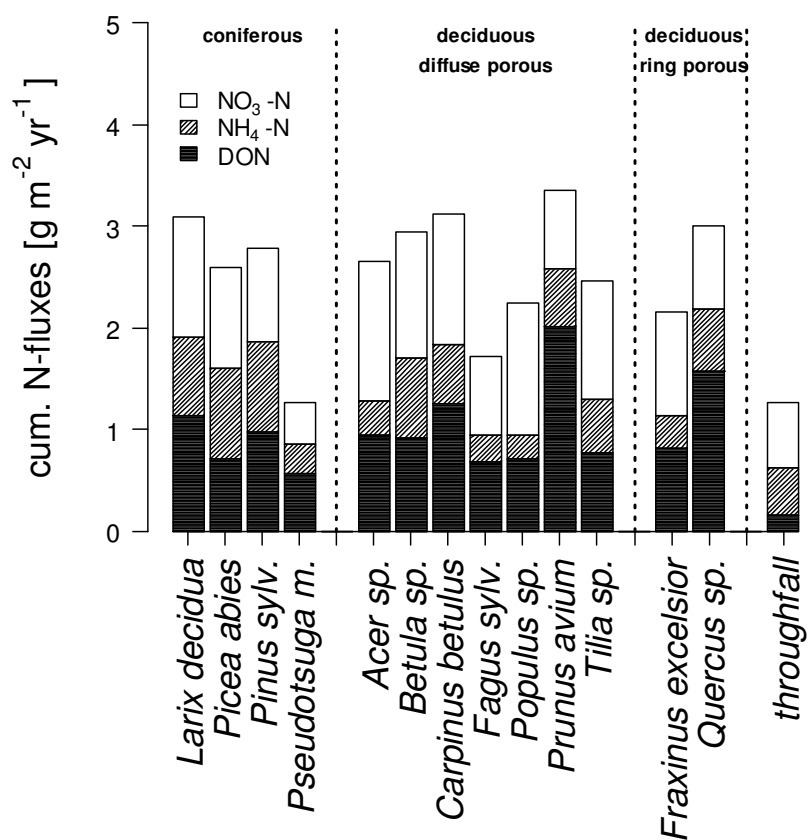 coniferous
deciduous
diffuse porous
deciduous
ring porous
NO3 -N
NH4 -N
DON
cum. N-fluxes [g m-2 yr-1 ]
5
4
3
2
1
0
Larix decidua
Picea abies
Pinus sylv.
Pseudotsuga m.
Acer sp.
Betula sp.
Carpinus betulus
Fagus sylv.
Populus sp.
Prunus avium
Tilia sp.
Fraxinus excelsior
Quercus sp.
throughfall